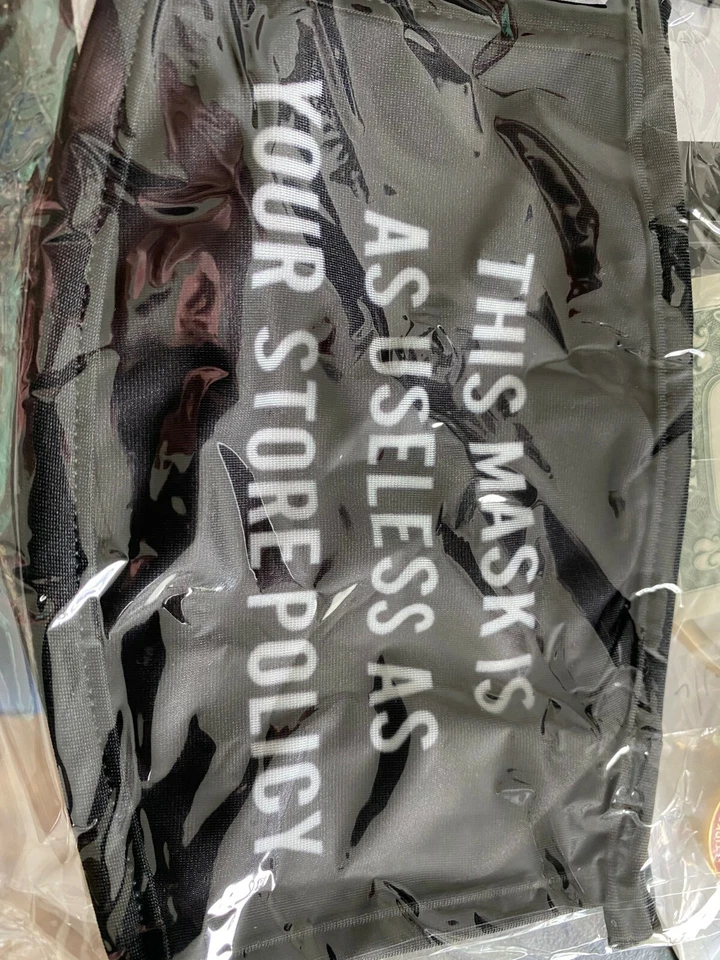 THIS MASK IS
AS USELESS AS
YOUR STORE POLICY